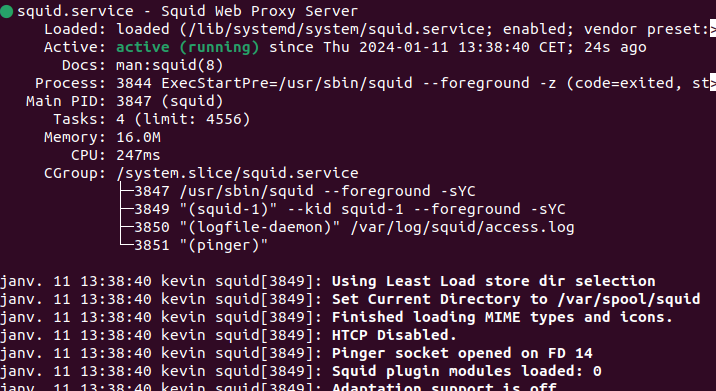 squid.service - Squid Web Proxy Server
Loaded: loaded (/lib/systemd/system/squid.service; enabled; vendor preset:>
Active: active (running) since Thu 2024-01-11 13:38:40 CET; 24s ago
Docs: man:squid(8)
Process: 3844 ExecStartPre=/usr/sbin/squid --foreground -z (code=exited, st>
Main PID: 3847 (squid)
Tasks: 4 (limit: 4556)
Memory: 16.0M
CPU: 247ms
CGroup: /system.slice/squid.service
├─3847 /usr/sbin/squid --foreground -sYC
├─3849 "(squid-1)" --kid squid-1 --foreground -sYC
├─3850 "(logfile-daemon)" /var/log/squid/access.log
└─3851 "(pinger)"
janv. 11 13:38:40 kevin squid[3849]: Using Least Load store dir selection
janv. 11 13:38:40 kevin squid[3849]: Set Current Directory to /var/spool/squid
janv. 11 13:38:40 kevin squid[3849]: Finished loading MIME types and icons.
janv. 11 13:38:40 kevin squid[3849]: HTCP Disabled.
janv. 11 13:38:40 kevin squid[3849]: Pinger socket opened on FD 14
janv. 11 13:38:40 kevin squid[3849]: Squid plugin modules loaded: 0
janv. 11 13:38:40 kevin squid[3849]: Adaptation support is off